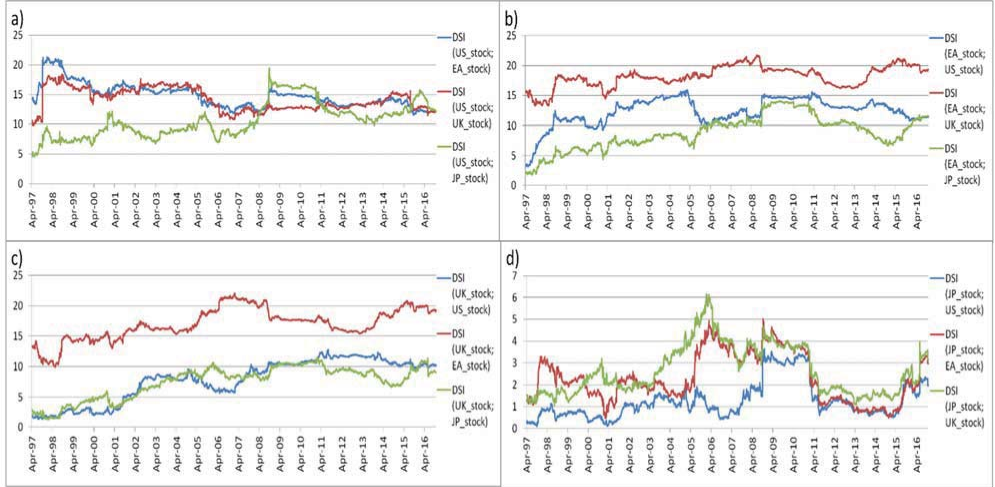 a)
25
20
15
10
5
0
Apr-97
Apr-98
Apr-99
Apr-00
Apr-01
Apr-02
Apr-03
Apr-04
Apr-05
Apr-06
Apr-07
Apr-08
Apr-09
Apr-10
Apr-11
Apr-12
Apr-13
Apr-14
Apr-15
Apr-16
DSI
(US_stock;
EA_stock)
DSI
(US_stock;
UK_stock)
DSI
(US_stock;
JP_stock)
b)
25
20
15
10
5
0
Apr-97
Apr-98
Apr-99
Apr-00
Apr-01
Apr-02
Apr-03
Apr-04
Apr-05
Apr-06
Apr-07
Apr-08
Apr-09
Apr-10
Apr-11
Apr-12
Apr-13
Apr-14
Apr-15
Apr-16
DSI
(EA_stock;
US_stock)
DSI
(EA_stock;
UK_stock)
DSI
(EA_stock;
JP_stock)
c)
25
20
15
10
5
0
Apr-97
Apr-98
Apr-99
Apr-00
Apr-01
Apr-02
Apr-03
Apr-04
Apr-05
Apr-06
Apr-07
Apr-08
Apr-09
Apr-10
Apr-11
Apr-12
Apr-13
Apr-14
Apr-15
Apr-16
DSI
(UK_stock;
US_stock)
DSI
(UK_stock;
EA_stock)
DSI
(UK_stock;
JP_stock)
d)
7
6
5
4
3
2
1
0
Apr-97
Apr-98
Apr-99
Apr-00
Apr-01
Apr-02
Apr-03
Apr-04
Apr-05
Apr-06
Apr-07
Apr-08
Apr-09
Apr-10
Apr-11
Apr-12
Apr-13
Apr-14
Apr-15
Apr-16
DSI
(JP_stock;
US_stock)
DSI
(JP_stock;
EA_stock)
DSI
(JP_stock;
UK_stock)